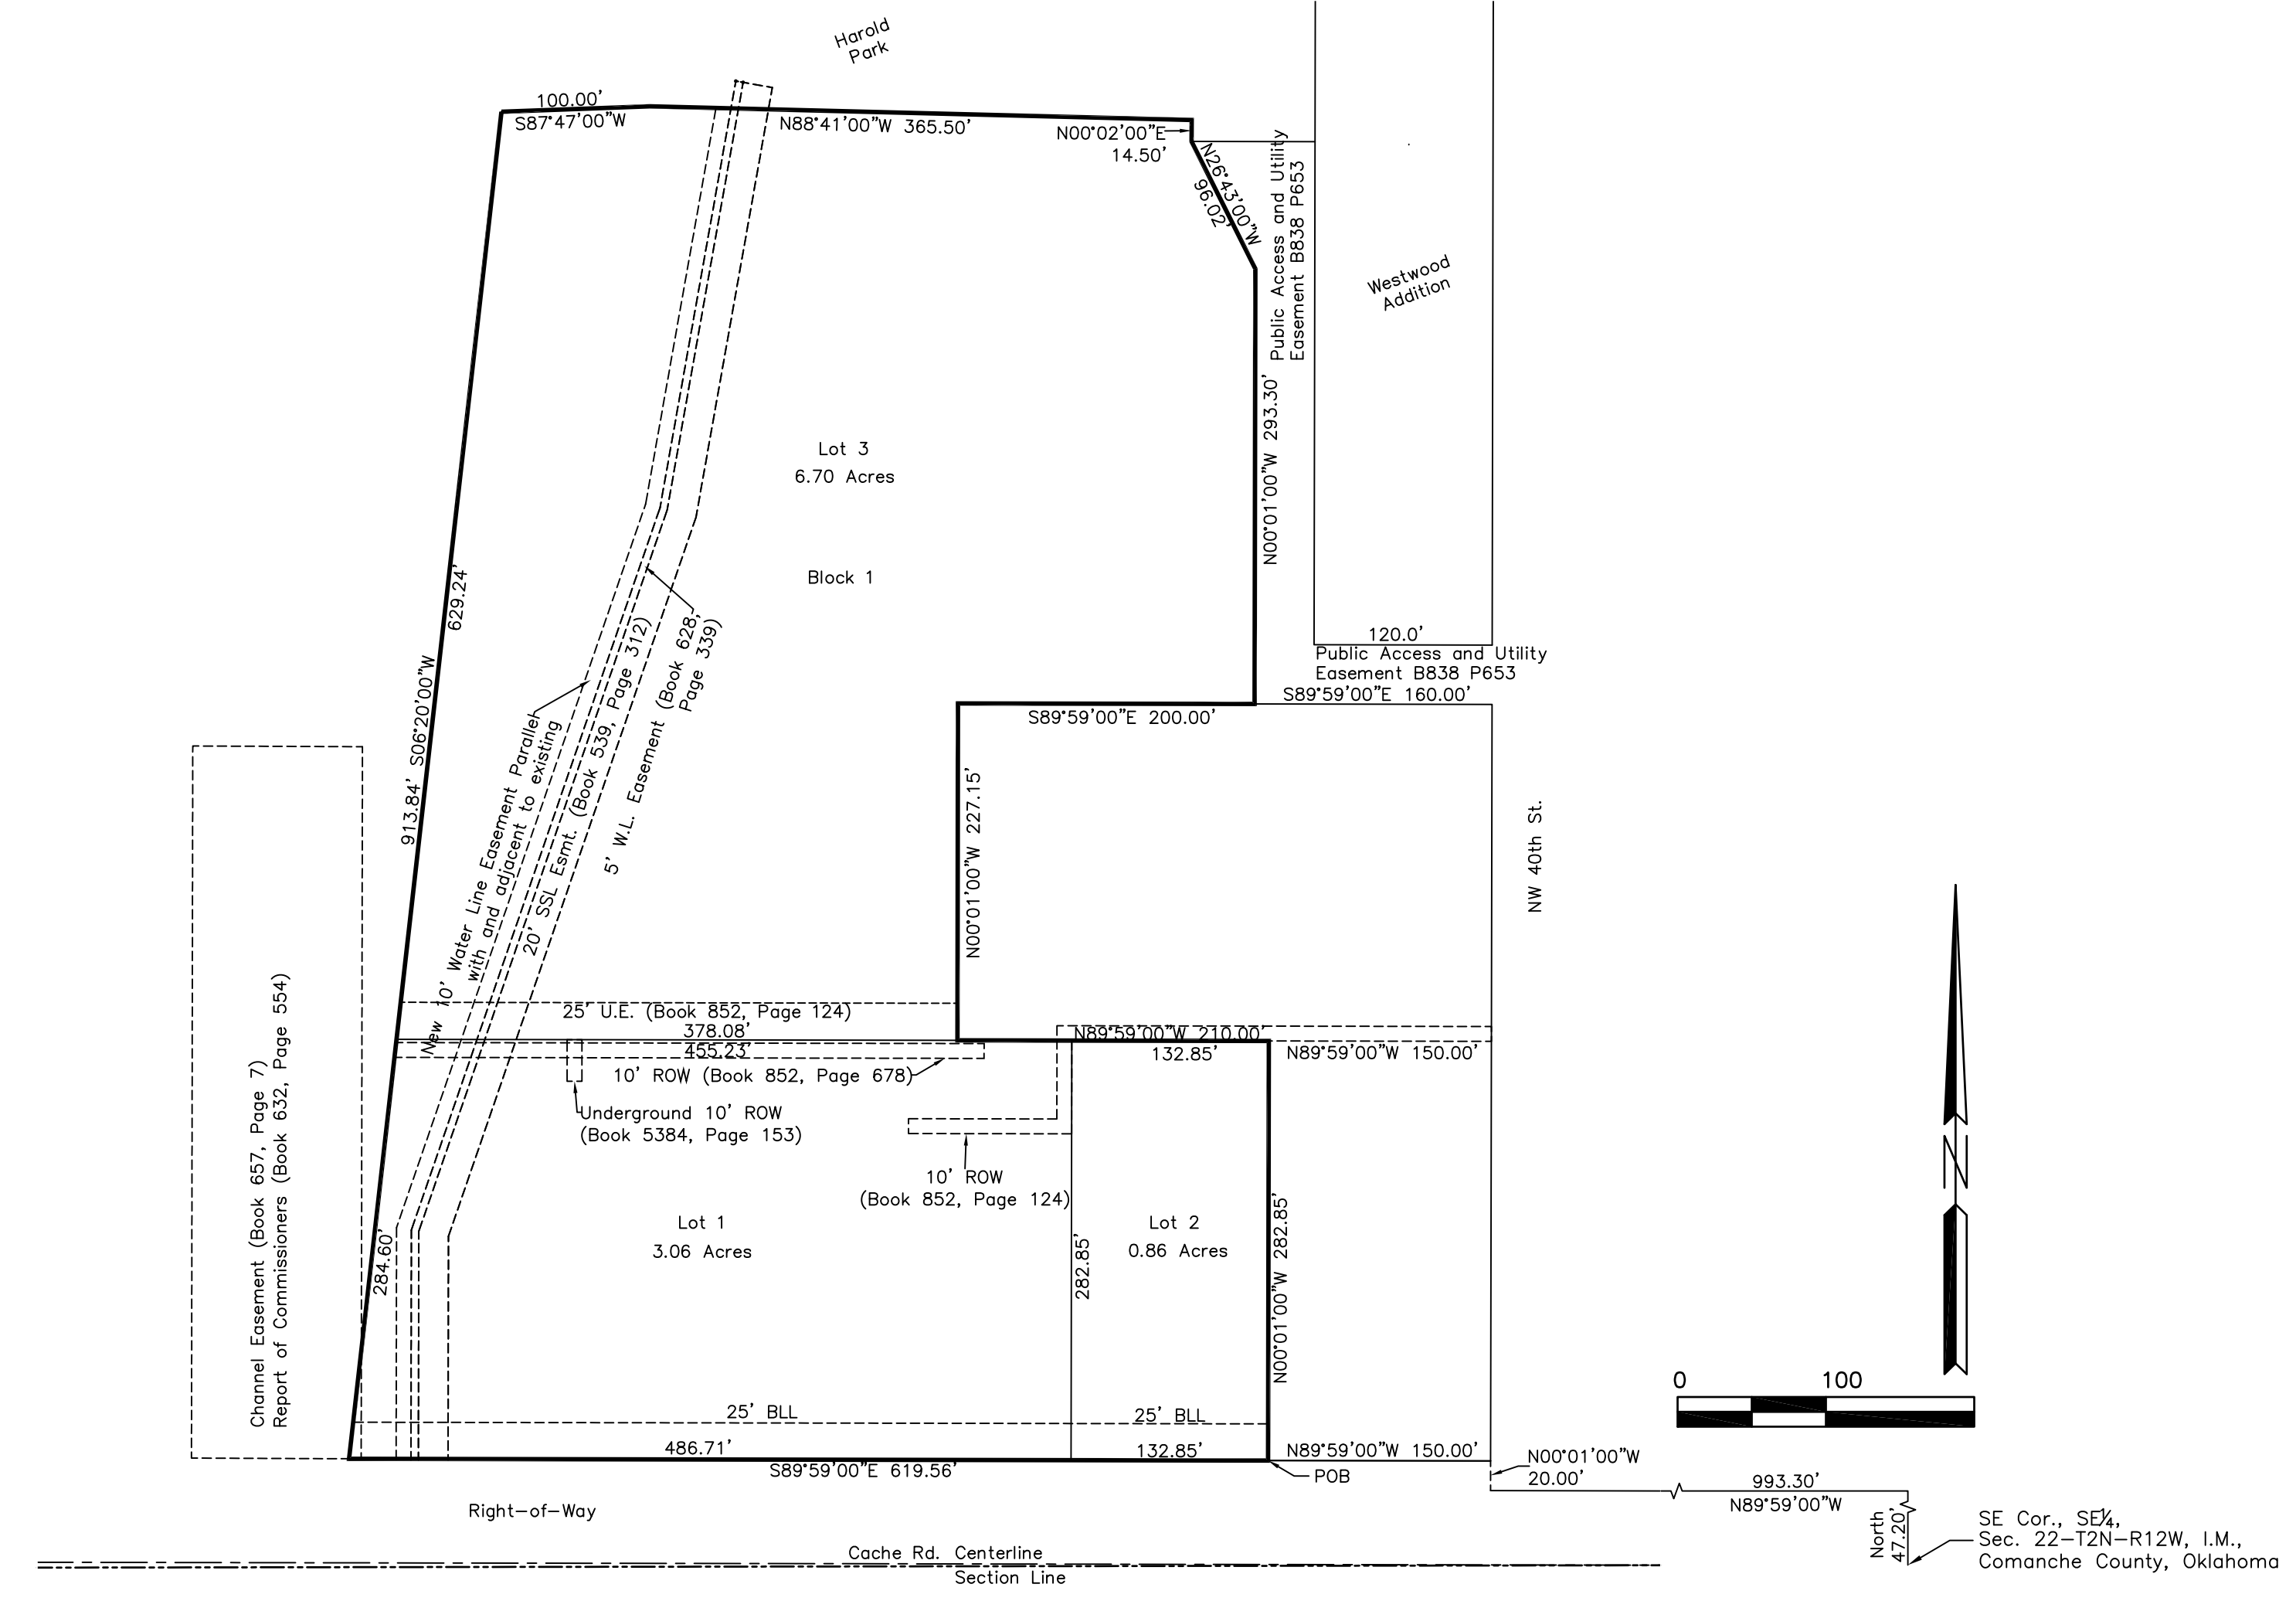 Harold
Park
100.00'
S87°47'00"W
N88°41'00"W 365.50'
N00°02'00"E
14.50'
N26°43'00"W
96.02'
Public Access and Utility
Easement B838 P653
Westwood
Addition
Lot 3
6.70 Acres
Block 1
N00°01'00"W 293.30'
629.24'
913.84' S06°20'00"W
120.0'
Public Access and Utility
Easement B838 P653
S89°59'00"E 160.00'
S89°59'00"E 200.00'
New 10' Water Line Easement Parallel
with and adjacent to existing
20' SSL Esmt. (Book 539, Page 312)
5' W.L. Easement (Book 628,
Page 339)
N00°01'00"W 227.15'
NW 40th St.
Channel Easement (Book 657, Page 7)
Report of Commissioners (Book 632, Page 554)
25' U.E. (Book 852, Page 124)
378.08'
455.23'
N89°59'00"W 210.00'
132.85'
N89°59'00"W 150.00'
10' ROW (Book 852, Page 678)
Underground 10' ROW
(Book 5384, Page 153)
10' ROW
(Book 852, Page 124)
Lot 1
3.06 Acres
Lot 2
0.86 Acres
284.60'
282.85'
N00°01'00"W 282.85'
N
0 100
25' BLL
25' BLL
486.71'
132.85'
N89°59'00"W 150.00'
S89°59'00"E 619.56'
POB
N00°01'00"W
20.00'
993.30'
N89°59'00"W
North
47.20'
SE Cor., SE¼,
Sec. 22-T2N-R12W, I.M.,
Comanche County, Oklahoma
Right-of-Way
Cache Rd. Centerline
Section Line